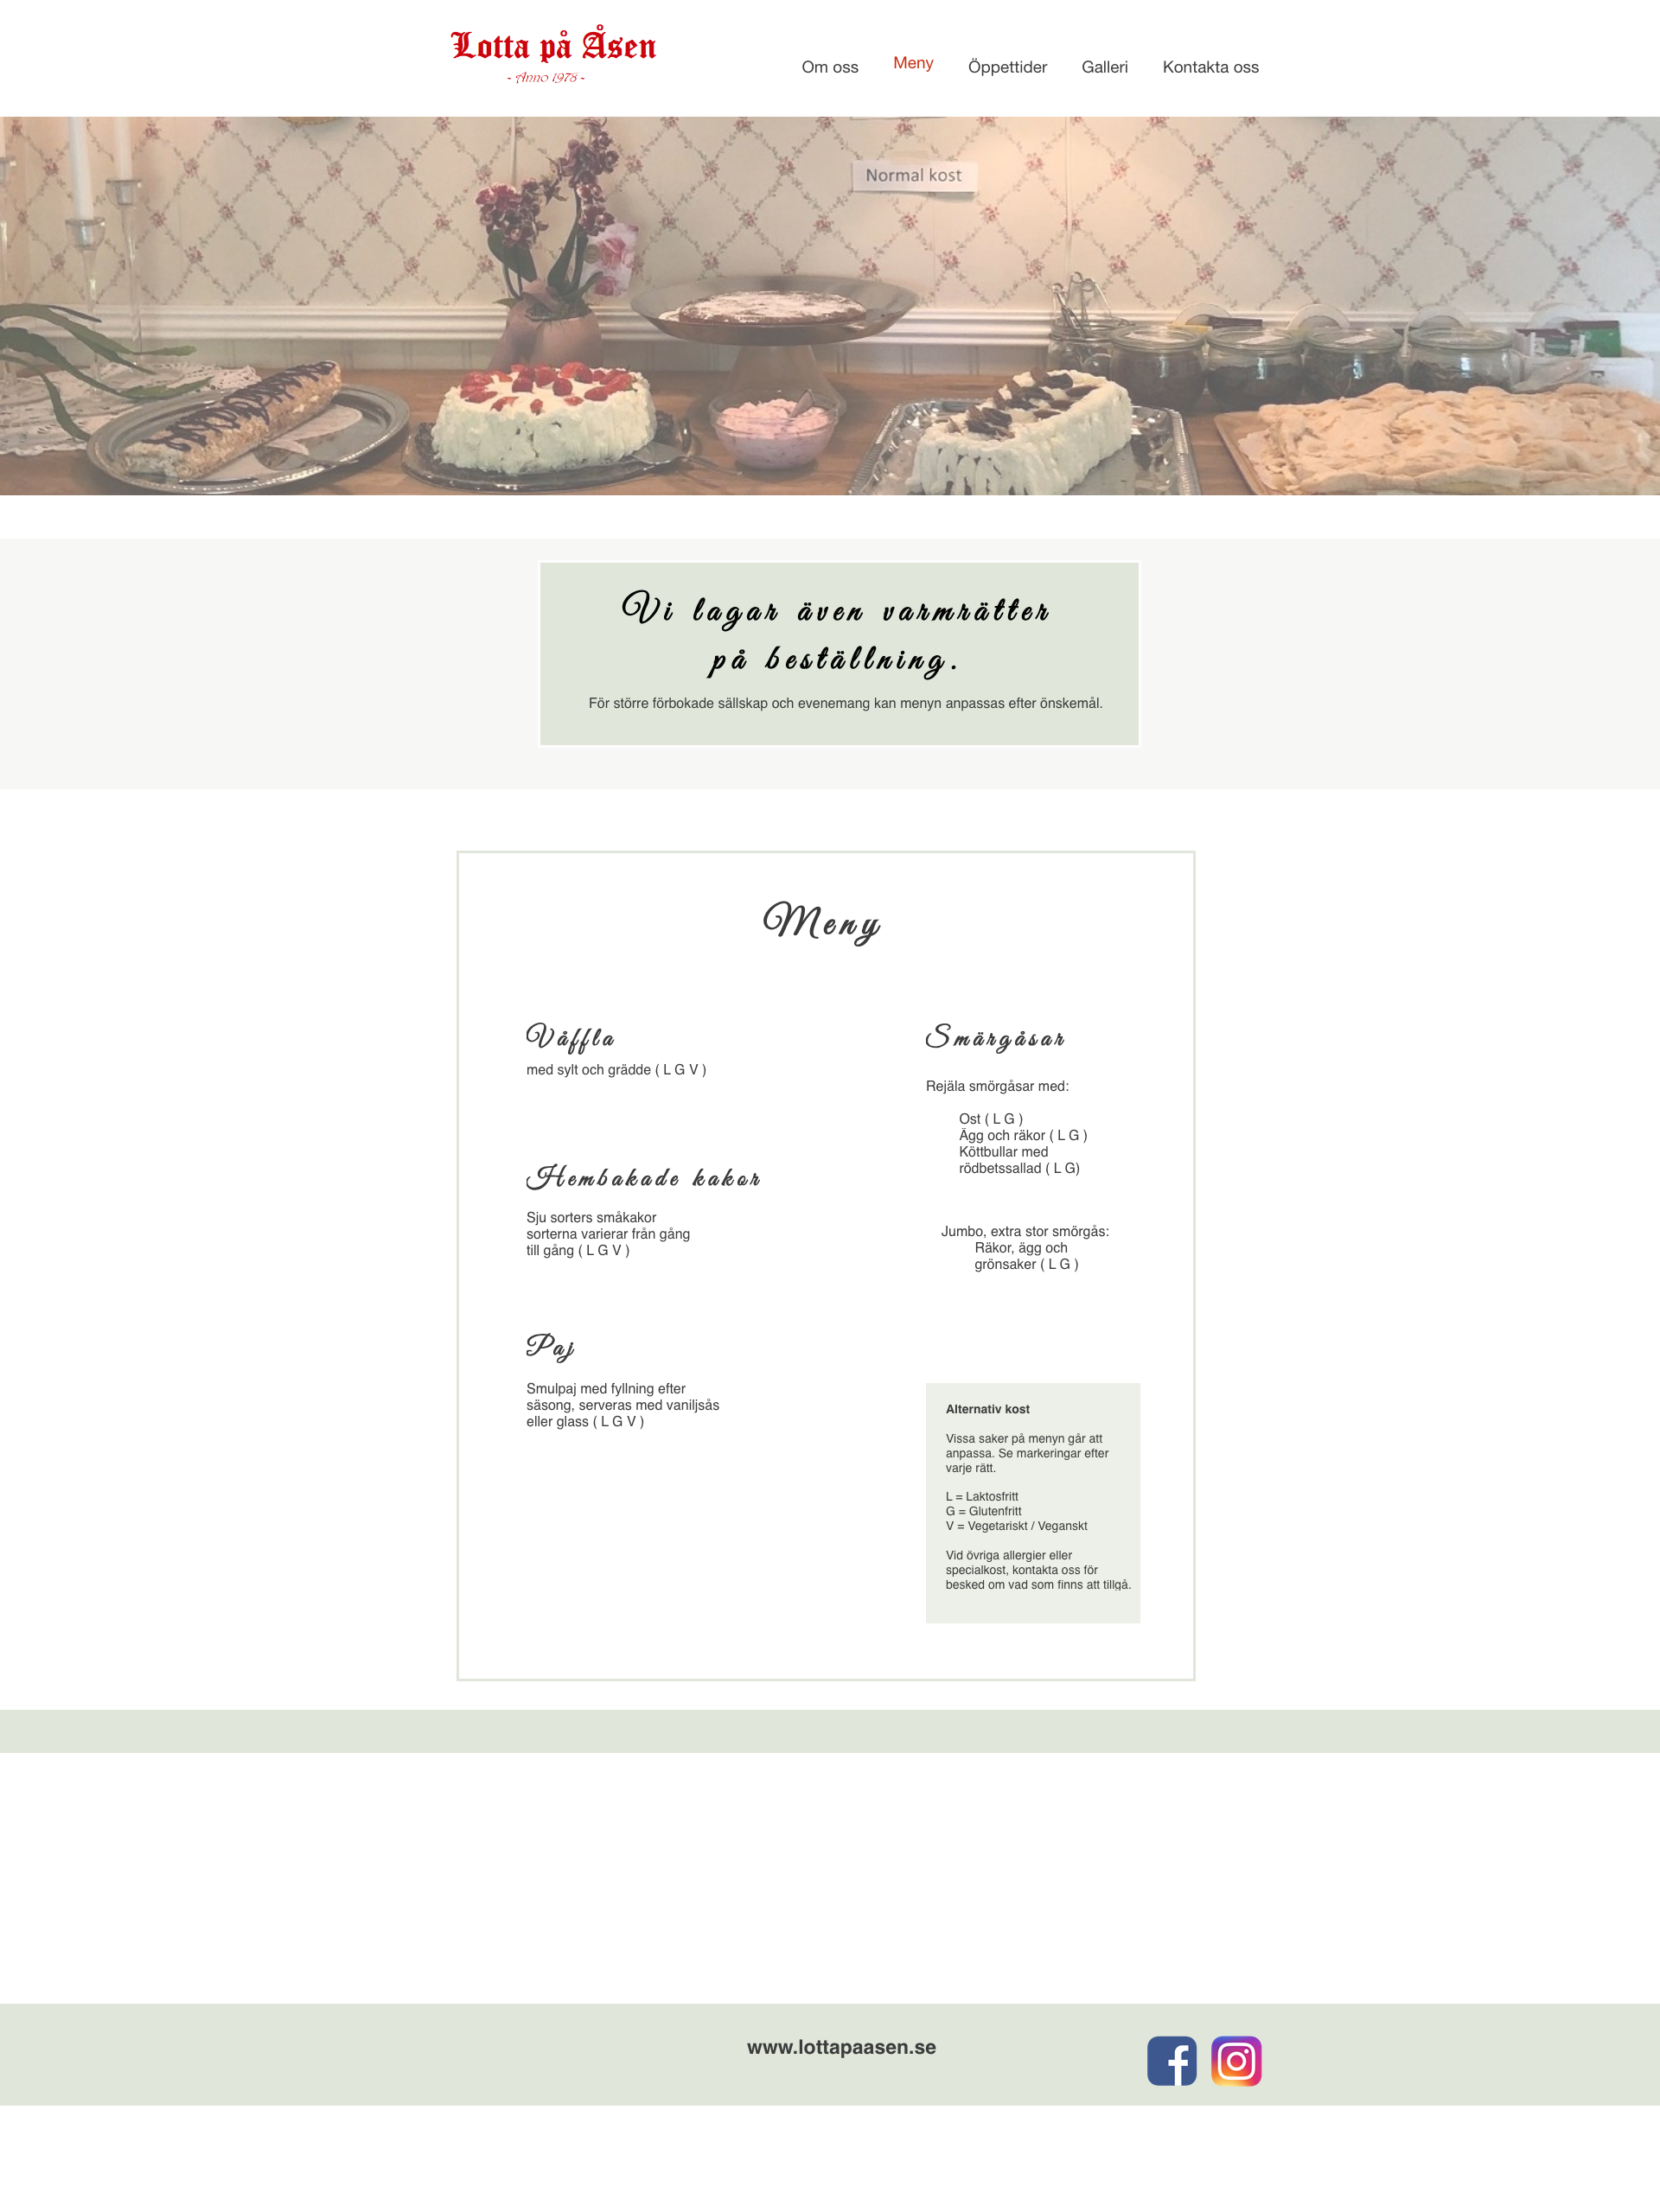 Lotta på Åsen
- Anno 1978 -
Om oss Meny Öppettider Galleri Kontakta oss
Normal kost
Vi lagar även varmrätter
på beställning.
För större förbokade sällskap och evenemang kan menyn anpassas efter önskemål.
Meny
Våffla
med sylt och grädde ( L G V )
Hembakade kakor
Sju sorters småkakor
sorterna varierar från gång
till gång ( L G V )
Paj
Smulpaj med fyllning efter
säsong, serveras med vaniljsås
eller glass ( L G V )
Smärgåsar
Rejäla smörgåsar med:
Ost ( L G )
Ägg och räkor ( L G )
Köttbullar med
rödbetssallad ( L G)
Jumbo, extra stor smörgås:
Räkor, ägg och
grönsaker ( L G )
Alternativ kost
Vissa saker på menyn går att
anpassa. Se markeringar efter
varje rätt.
L = Laktosfritt
G = Glutenfritt
V = Vegetariskt / Veganskt
Vid övriga allergier eller
specialkost, kontakta oss för
besked om vad som finns att tillgå.
www.lottapaasen.se